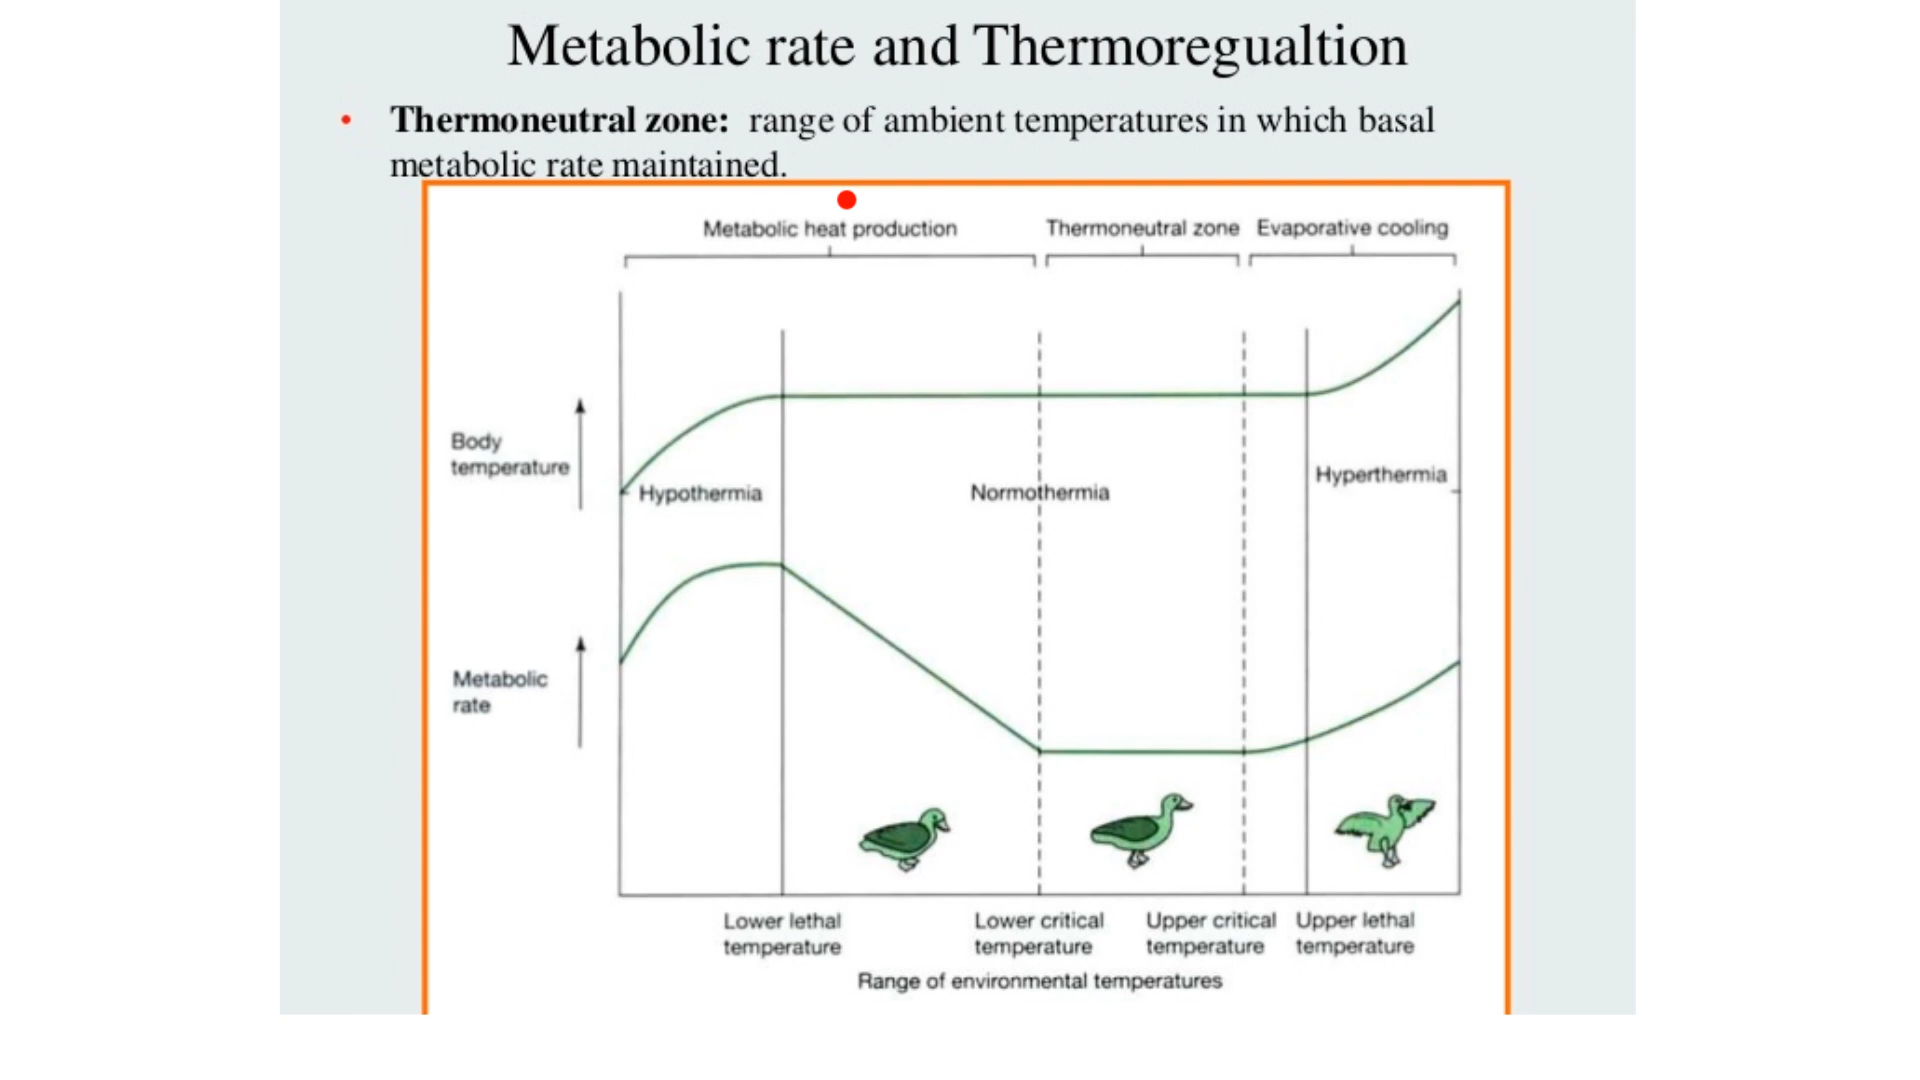 Metabolic rate and Thermoregualtion
• Thermoneutral zone: range of ambient temperatures in which basal
metabolic rate maintained.
Metabolic heat production
Thermoneutral zone
Evaporative cooling
Body
temperature
Hypothermia
Normothermia
Hyperthermia
Metabolic
rate
Lower lethal
temperature
Lower critical
temperature
Upper critical
temperature
Upper lethal
temperature
Range of environmental temperatures